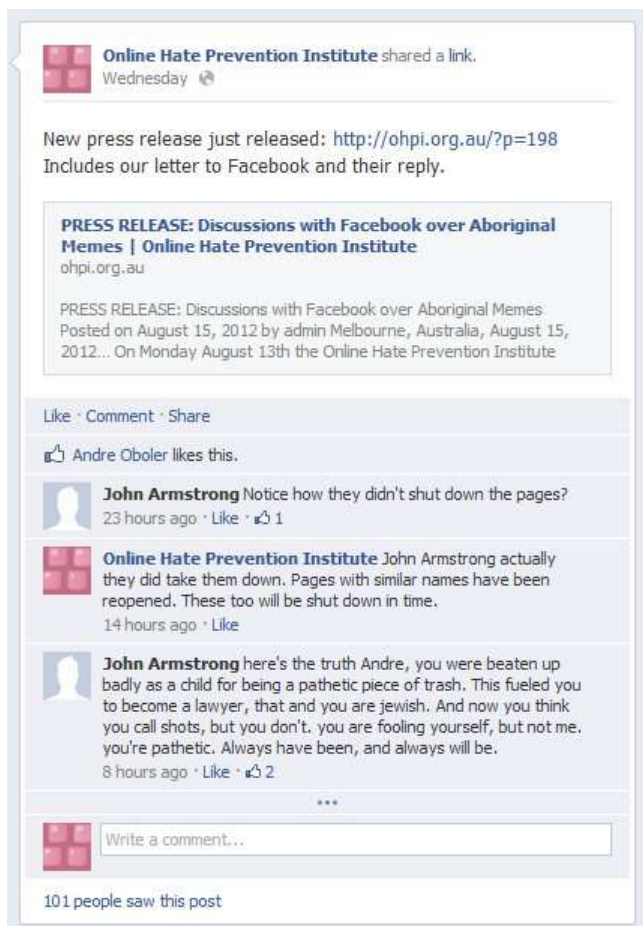 Online Hate Prevention Institute shared a link.
Wednesday
New press release just released: http://ohpi.org.au/?p=198
Includes our letter to Facebook and their reply.
PRESS RELEASE: Discussions with Facebook over Aboriginal
Memes | Online Hate Prevention Institute
ohpi.org.au
PRESS RELEASE: Discussions with Facebook over Aboriginal Memes
Posted on August 15, 2012 by admin Melbourne, Australia, August 15,
2012... On Monday August 13th the Online Hate Prevention Institute
Like · Comment · Share
Andre Oboler likes this.
John Armstrong Notice how they didn't shut down the pages?
23 hours ago · Like · 1
Online Hate Prevention Institute John Armstrong actually
they did take them down. Pages with similar names have been
reopened. These too will be shut down in time.
14 hours ago · Like
John Armstrong here's the truth Andre, you were beaten up
badly as a child for being a pathetic piece of trash. This fueled you
to become a lawyer, that and you are jewish. And now you think
you call shots, but you don't. you are fooling yourself, but not me.
you're pathetic. Always have been, and always will be.
8 hours ago · Like · 2
...
Write a comment...
101 people saw this post